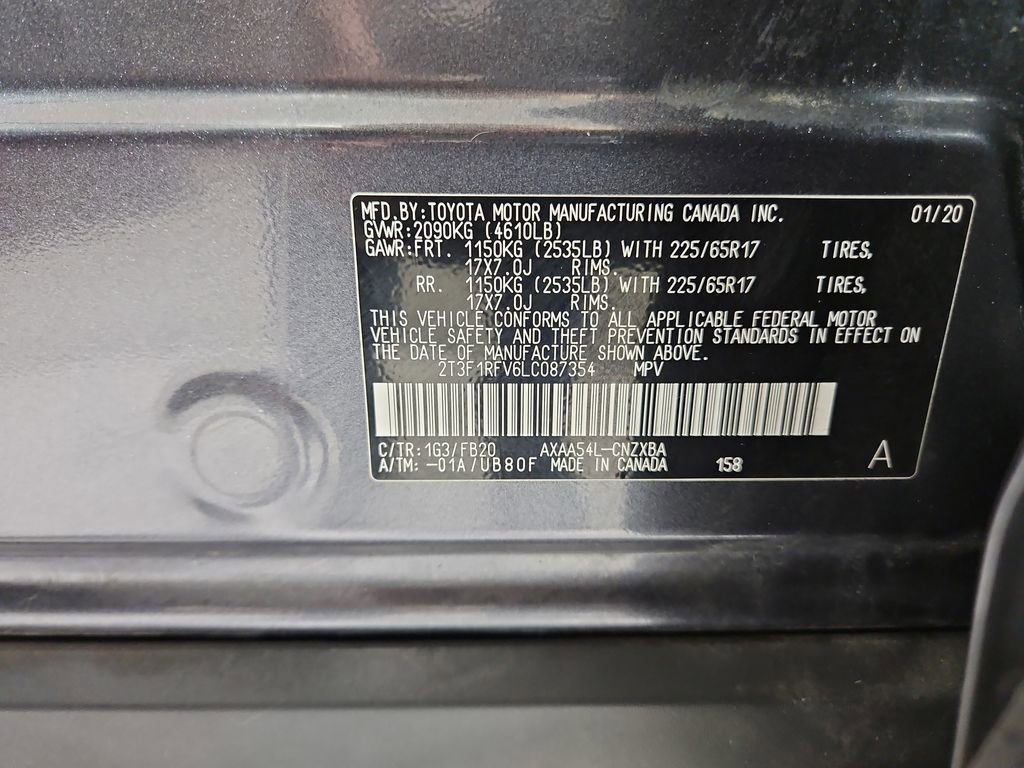 MFD.BY:TOYOTA MOTOR MANUFACTURING CANADA INC. 01/20
GVWR:2090KG (4610LB)
GAWR:FRT. 1150KG (2535LB) WITH 225/65R17 TIRES,
17X7.0J RIMS.
RR. 1150KG (2535LB) WITH 225/65R17 TIRES,
17X7.0J RIMS.
THIS VEHICLE CONFORMS TO ALL APPLICABLE FEDERAL MOTOR
VEHICLE SAFETY AND THEFT PREVENTION STANDARDS IN EFFECT ON
THE DATE OF MANUFACTURE SHOWN ABOVE.
2T3F1RFV6LC087354 MPV
C/TR:1G3/FB20 AXAA54L-CNZXBA
A/TM: -01A/UB80F MADE IN CANADA 158 A